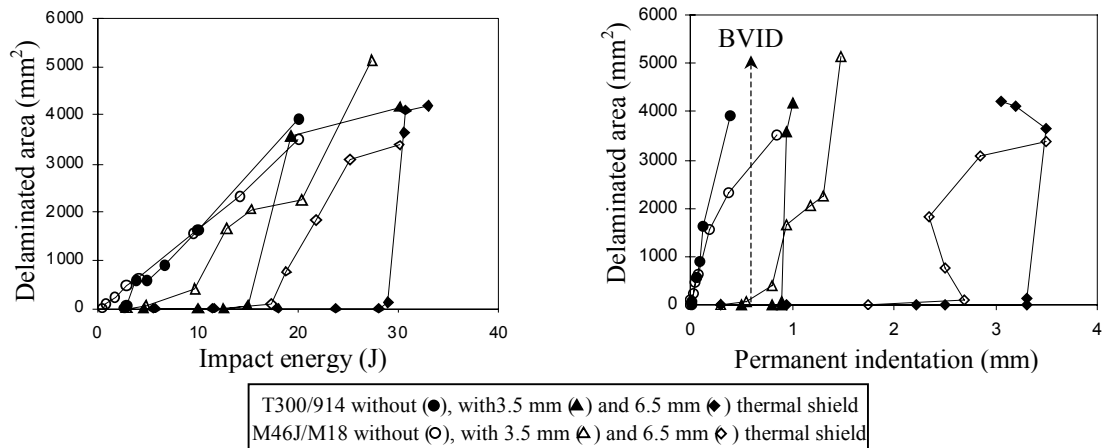 Delaminated area (mm²)
6000
5000
4000
3000
2000
1000
0
0 10 20 30 40
Impact energy (J)
Delaminated area (mm²)
6000
5000
4000
3000
2000
1000
0
BVID
0 1 2 3 4
Permanent indentation (mm)
T300/914 without (●), with3.5 mm (▲) and 6.5 mm (◆) thermal shield
M46J/M18 without (○), with 3.5 mm (△) and 6.5 mm (◇) thermal shield